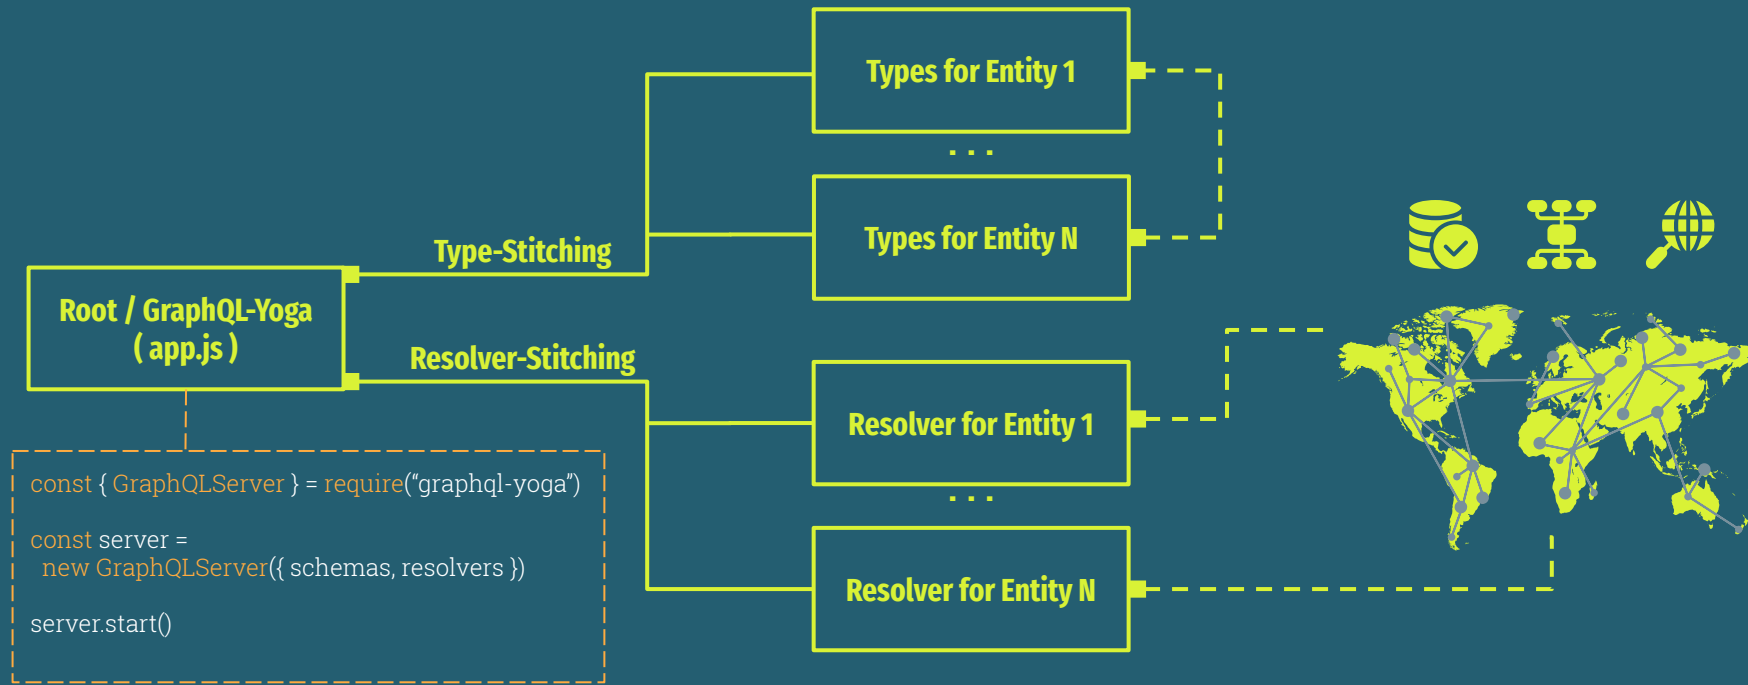 Types for Entity 1
. . .
Types for Entity N
Type-Stitching
Root / GraphQL-Yoga
( app.js )
Resolver-Stitching
Resolver for Entity 1
. . .
Resolver for Entity N
const { GraphQLServer } = require(“graphql-yoga”)
const server =
new GraphQLServer({ schemas, resolvers })
server.start()